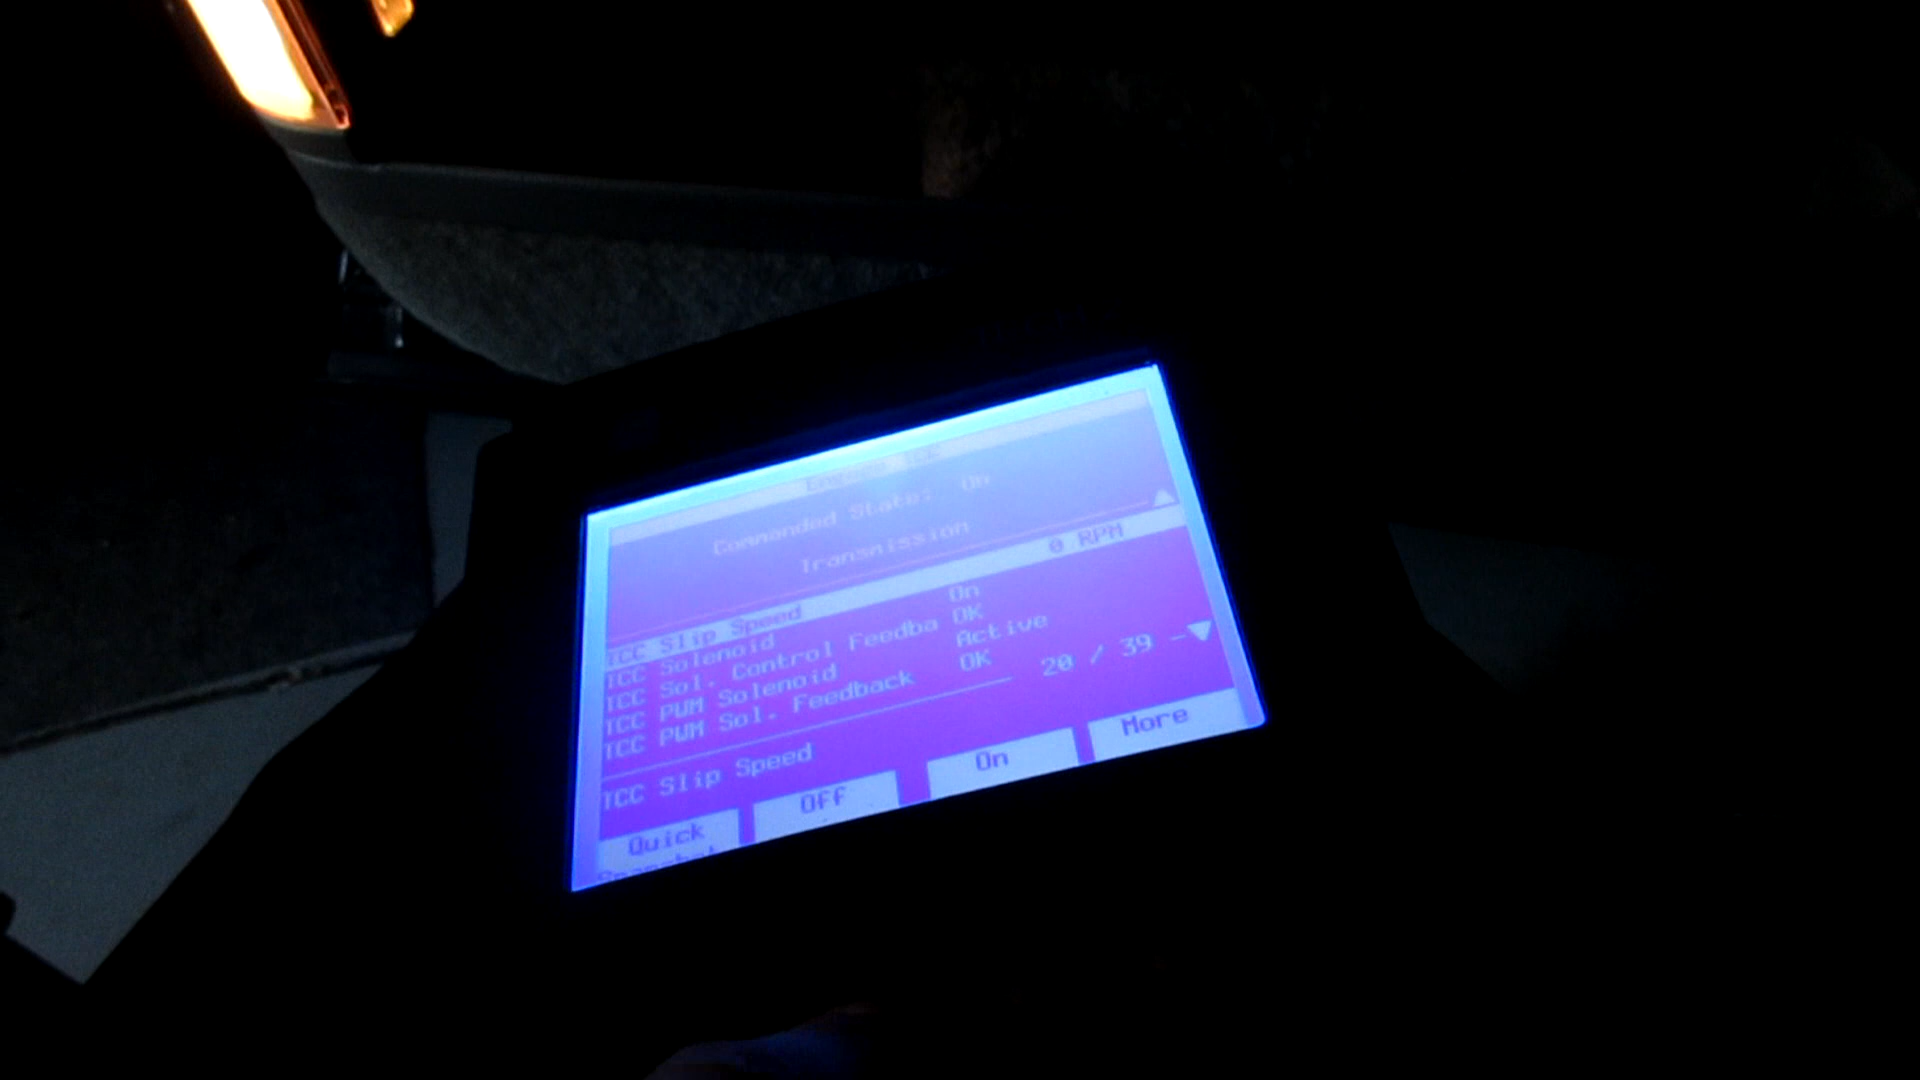 Commanded State: On
Transmission
TCC Slip Speed 0 RPM
TCC Solenoid On
TCC Sol. Control Feedba OK
TCC PWM Solenoid Active
TCC PWM Sol. Feedback OK
20 / 39
TCC Slip Speed
Quick Snapshot Off On More